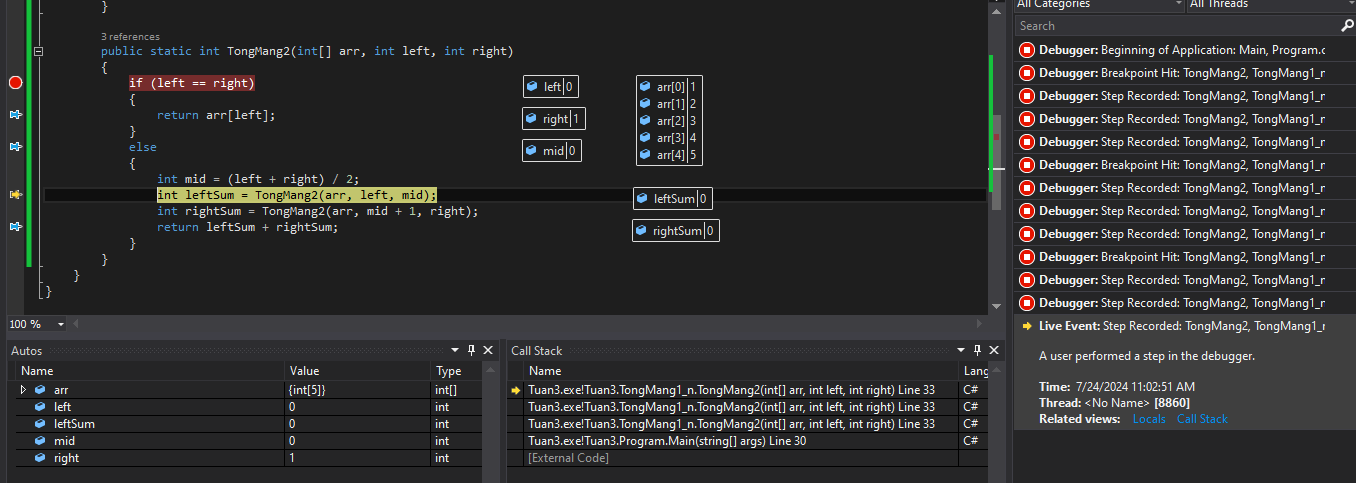 }
3 references
public static int TongMang2(int[] arr, int left, int right)
{
if (left == right)
{
return arr[left];
}
else
{
int mid = (left + right) / 2;
int leftSum = TongMang2(arr, left, mid);
int rightSum = TongMang2(arr, mid + 1, right);
return leftSum + rightSum;
}
}
}
}
left 0
right 1
mid 0
arr[0] 1
arr[1] 2
arr[2] 3
arr[3] 4
arr[4] 5
leftSum 0
rightSum 0
100 %
Autos
Name Value Type
arr {int[5]} int[]
left 0 int
leftSum 0 int
mid 0 int
right 1 int
Call Stack
Name Lang
Tuan3.exe!Tuan3.TongMang1_n.TongMang2(int[] arr, int left, int right) Line 33 C#
Tuan3.exe!Tuan3.TongMang1_n.TongMang2(int[] arr, int left, int right) Line 33 C#
Tuan3.exe!Tuan3.TongMang1_n.TongMang2(int[] arr, int left, int right) Line 33 C#
Tuan3.exe!Tuan3.Program.Main(string[] args) Line 30 C#
[External Code]
All Categories All Threads
Search
Debugger: Beginning of Application: Main, Program.c
Debugger: Breakpoint Hit: TongMang2, TongMang1_r
Debugger: Step Recorded: TongMang2, TongMang1_r
Debugger: Step Recorded: TongMang2, TongMang1_r
Debugger: Step Recorded: TongMang2, TongMang1_r
Debugger: Breakpoint Hit: TongMang2, TongMang1_r
Debugger: Step Recorded: TongMang2, TongMang1_r
Debugger: Step Recorded: TongMang2, TongMang1_r
Debugger: Step Recorded: TongMang2, TongMang1_r
Debugger: Breakpoint Hit: TongMang2, TongMang1_r
Debugger: Step Recorded: TongMang2, TongMang1_r
Debugger: Step Recorded: TongMang2, TongMang1_r
Live Event: Step Recorded: TongMang2, TongMang1_r
A user performed a step in the debugger.
Time: 7/24/2024 11:02:51 AM
Thread: <No Name> [8860]
Related views: Locals Call Stack